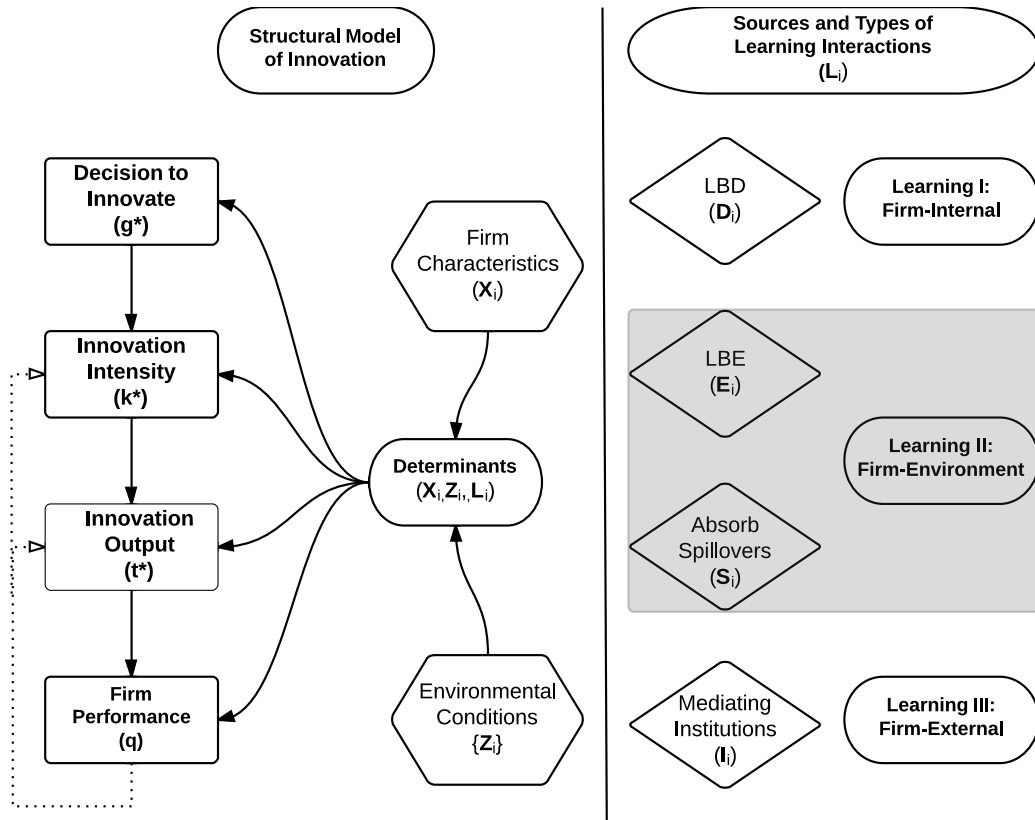 Structural Model
of Innovation
Decision to
Innovate
(g*)
Innovation
Intensity
(k*)
Innovation
Output
(t*)
Firm
Performance
(q)
Firm
Characteristics
(Xi)
Determinants
(Xi,Zi,,Li)
Environmental
Conditions
{Zi}
Sources and Types of
Learning Interactions
(Li)
LBD
(Di)
Learning I:
Firm-Internal
LBE
(Ei)
Learning II:
Firm-Environment
Absorb
Spillovers
(Si)
Mediating
Institutions
(Ii)
Learning III:
Firm-External